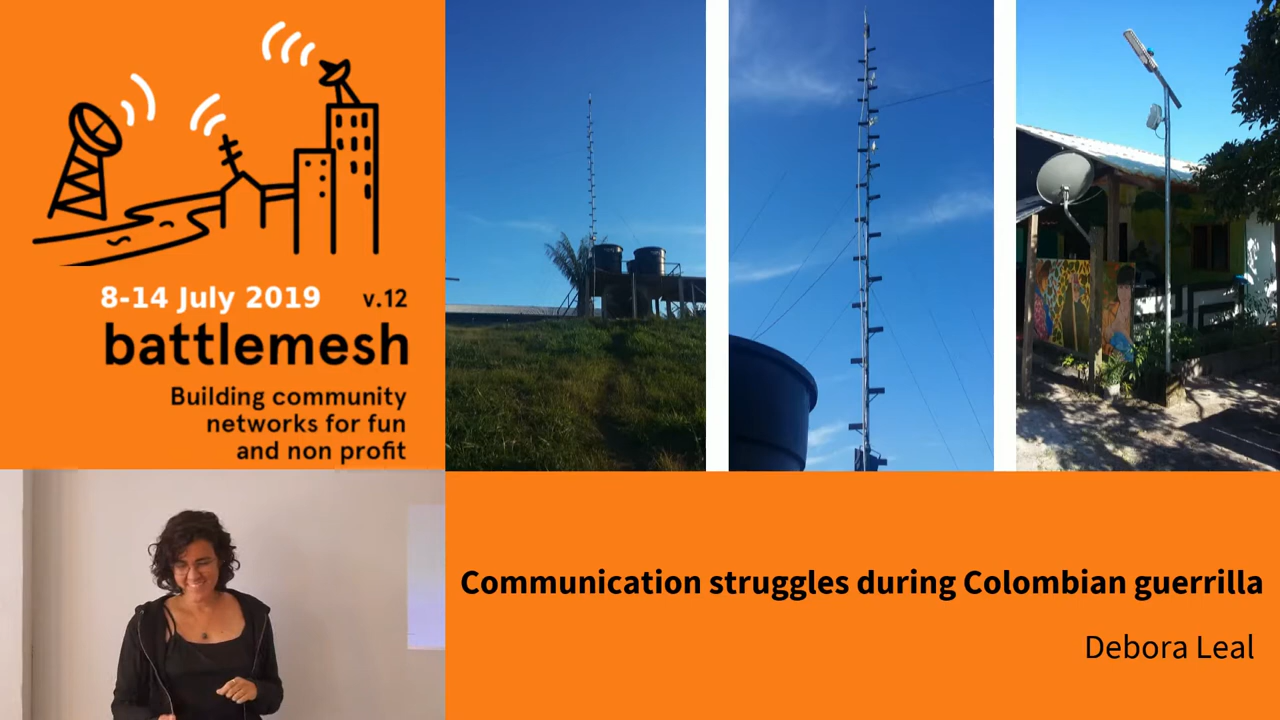 8-14 July 2019 v.12
battlemesh
Building community
networks for fun
and non profit
Communication struggles during Colombian guerrilla
Debora Leal